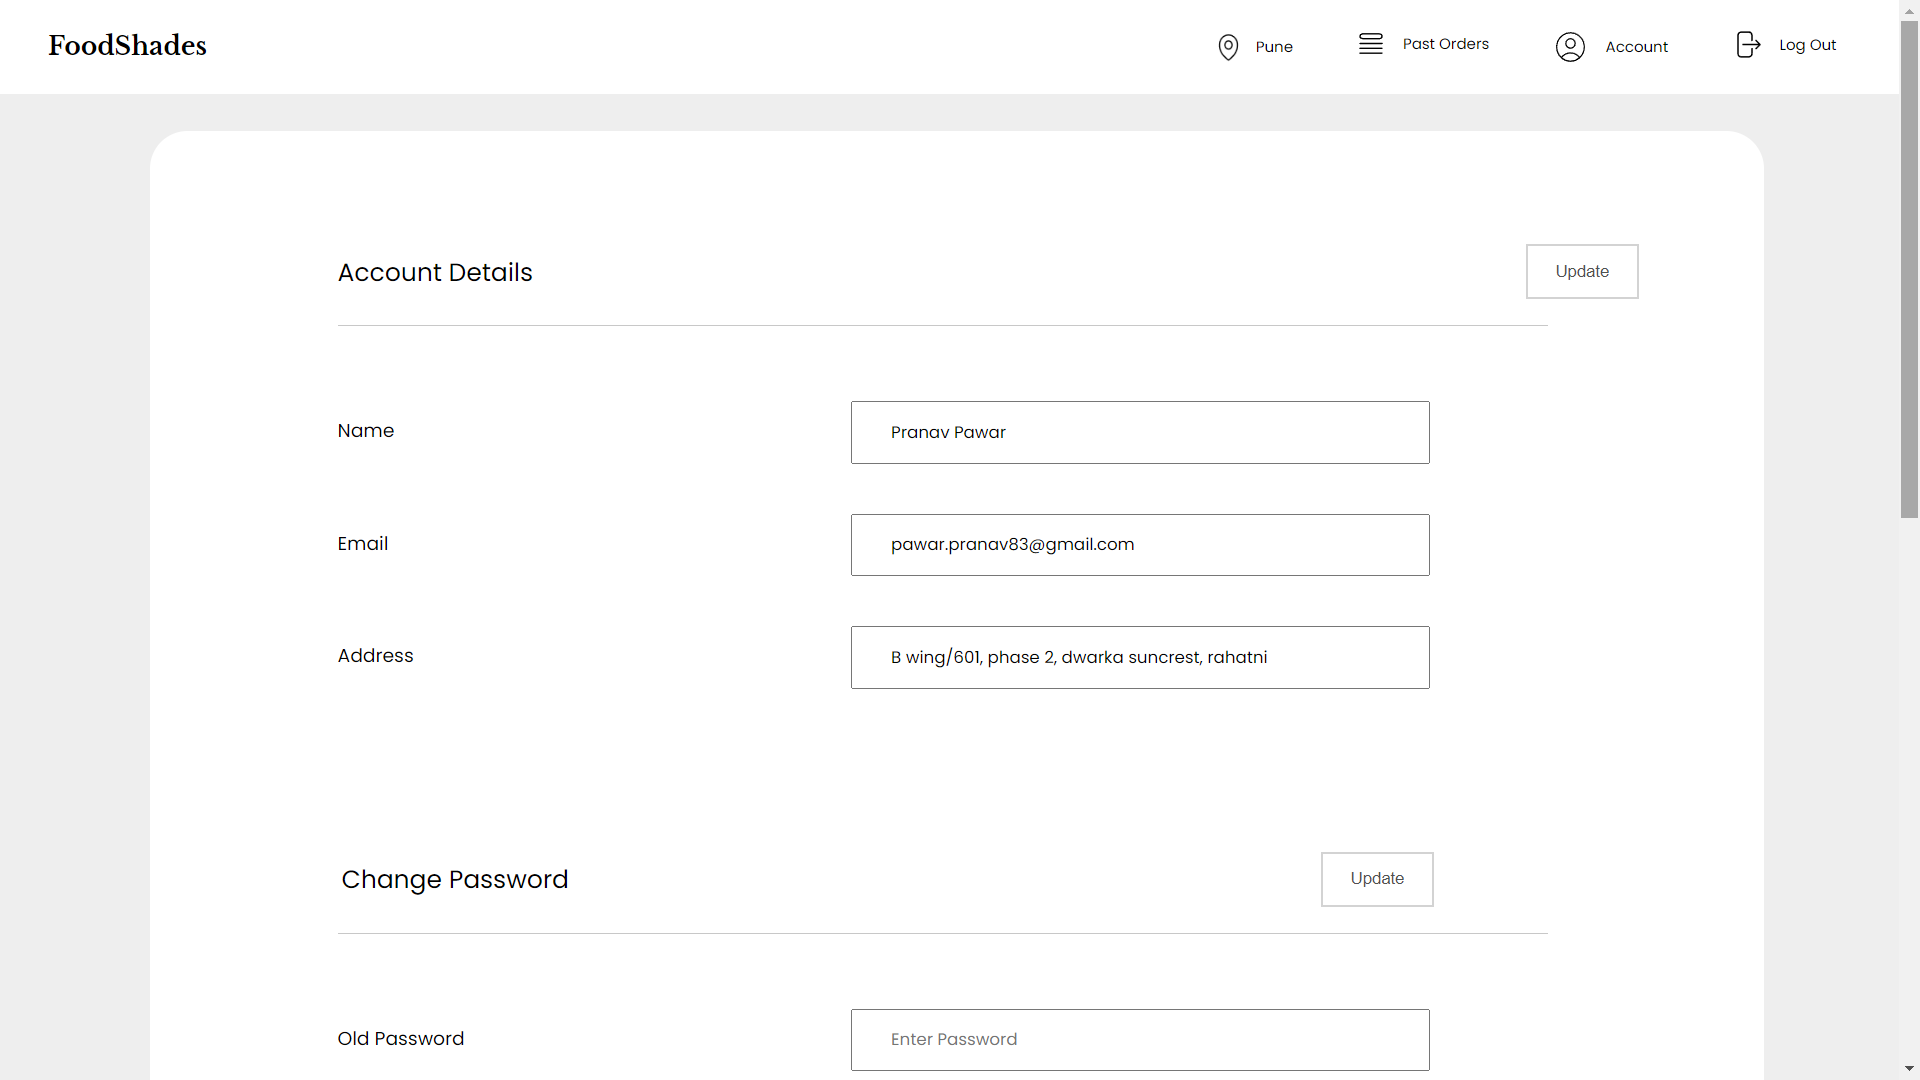 FoodShades
Pune
Past Orders
Account
Log Out
Account Details
Update
Name
Pranav Pawar
Email
pawar.pranav83@gmail.com
Address
B wing/601, phase 2, dwarka suncrest, rahatni
Change Password
Update
Old Password
Enter Password